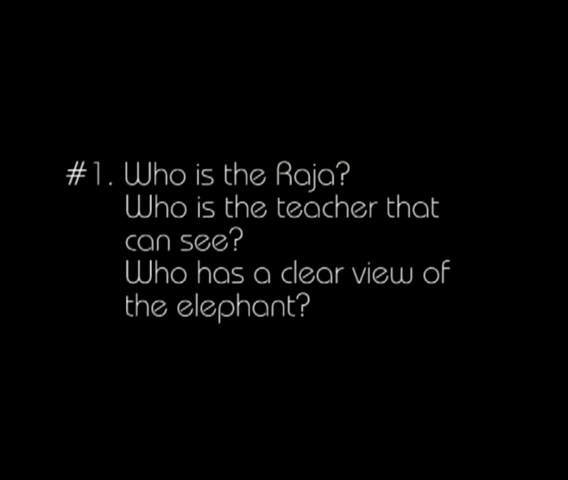 #1. Who is the Raja?
Who is the teacher that
can see?
Who has a clear view of
the elephant?